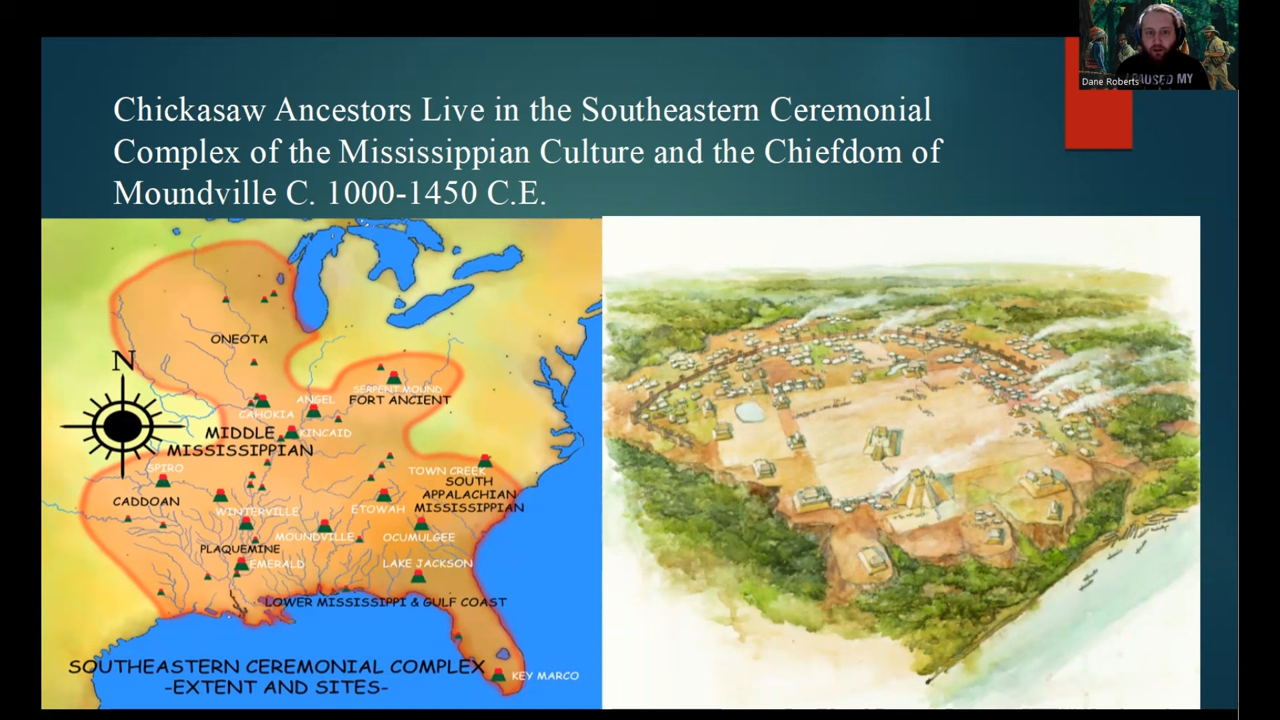 Chickasaw Ancestors Live in the Southeastern Ceremonial
Complex of the Mississippian Culture and the Chiefdom of
Moundville C. 1000-1450 C.E.
Dane Roberts
PAUSED MY
N
ONEOTA
SERPENT MOUND
FORT ANCIENT
ANGEL
CAHOKIA
KINCAID
MIDDLE
MISSISSIPPIAN
SPIRO
CADDOAN
TOWN CREEK
SOUTH
APPALACHIAN
MISSISSIPPIAN
WINTERVILLE
ETOWAH
MOUNDVILLE
OCUMULGEE
PLAQUEMINE
EMERALD
LAKE JACKSON
LOWER MISSISSIPPI & GULF COAST
SOUTHEASTERN CEREMONIAL COMPLEX
-EXTENT AND SITES-
KEY MARCO